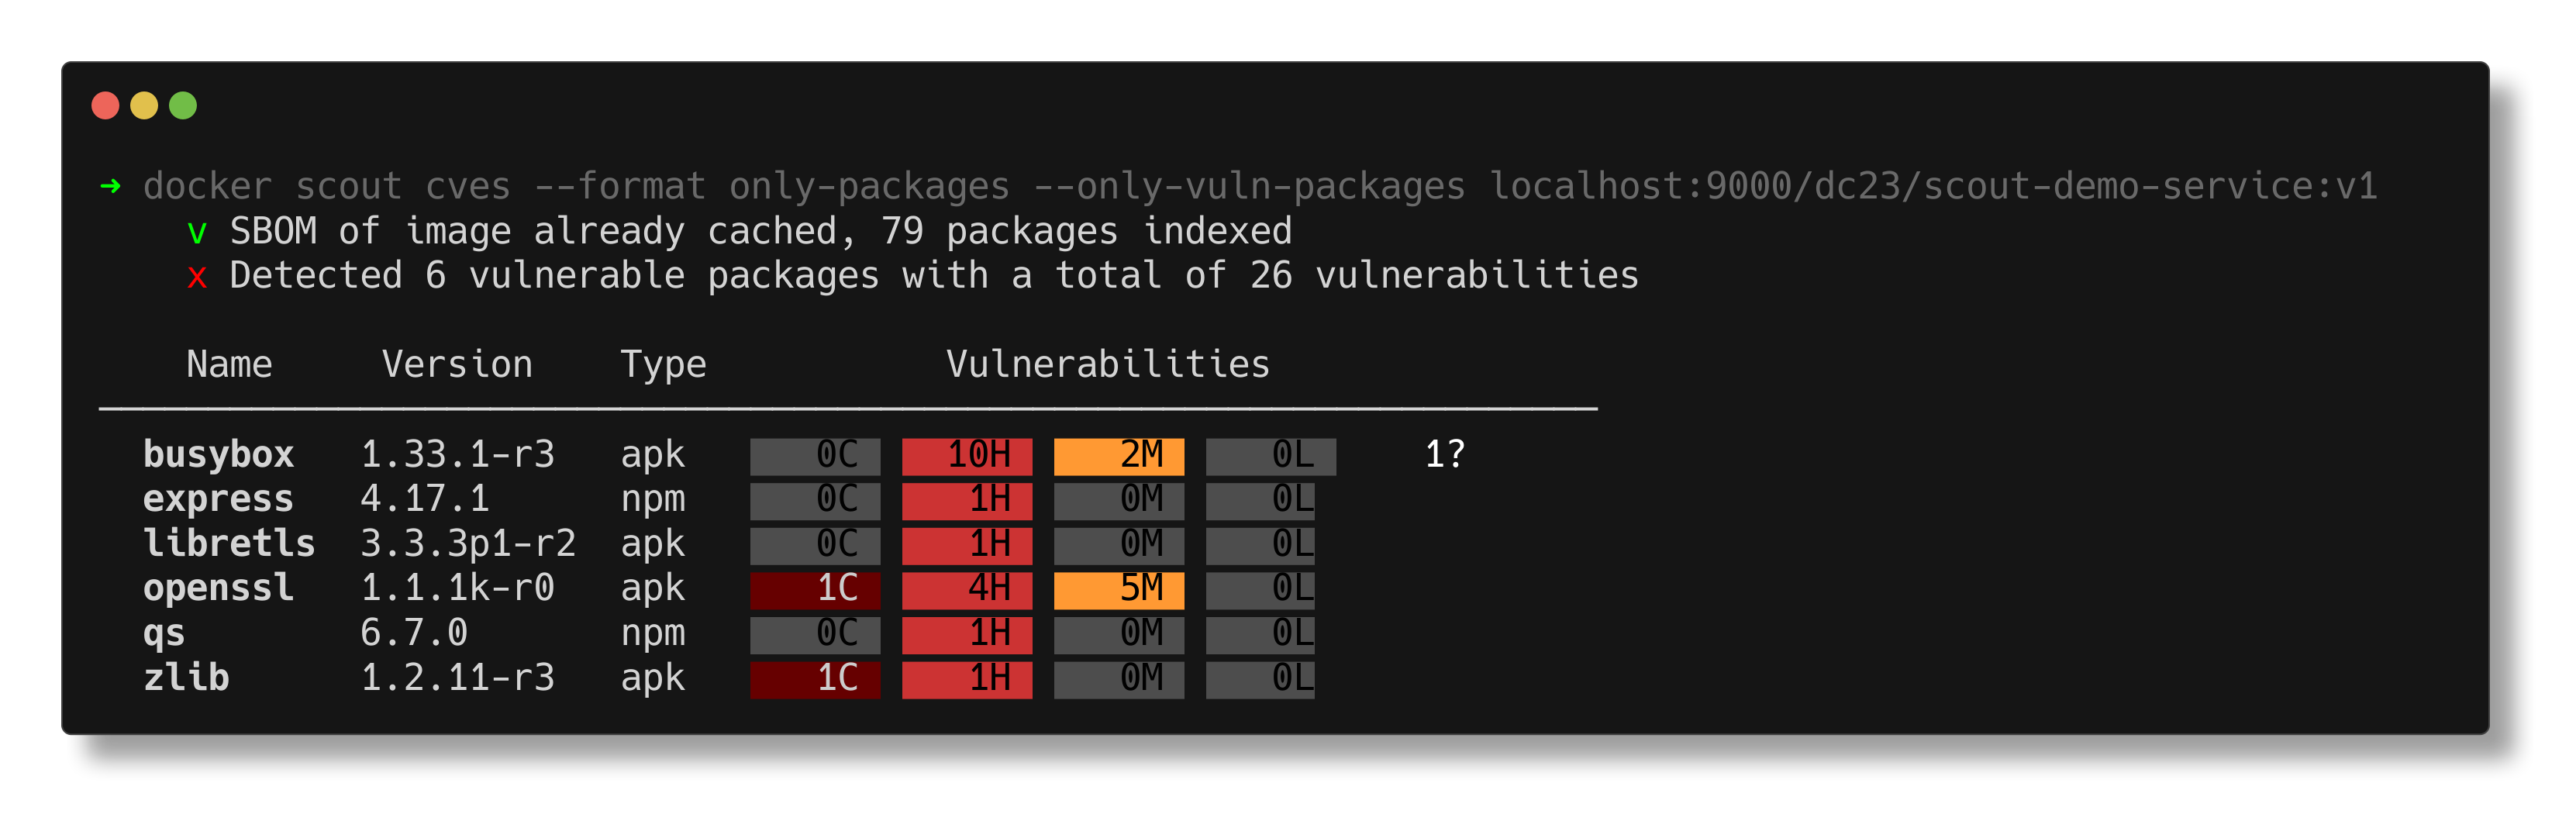 ➜ docker scout cves --format only-packages --only-vuln-packages localhost:9000/dc23/scout-demo-service:v1
v SBOM of image already cached, 79 packages indexed
x Detected 6 vulnerable packages with a total of 26 vulnerabilities
Name Version Type Vulnerabilities
busybox 1.33.1-r3 apk 0C 10H 2M 0L 1?
express 4.17.1 npm 0C 1H 0M 0L
libretls 3.3.3p1-r2 apk 0C 1H 0M 0L
openssl 1.1.1k-r0 apk 1C 4H 5M 0L
qs 6.7.0 npm 0C 1H 0M 0L
zlib 1.2.11-r3 apk 1C 1H 0M 0L